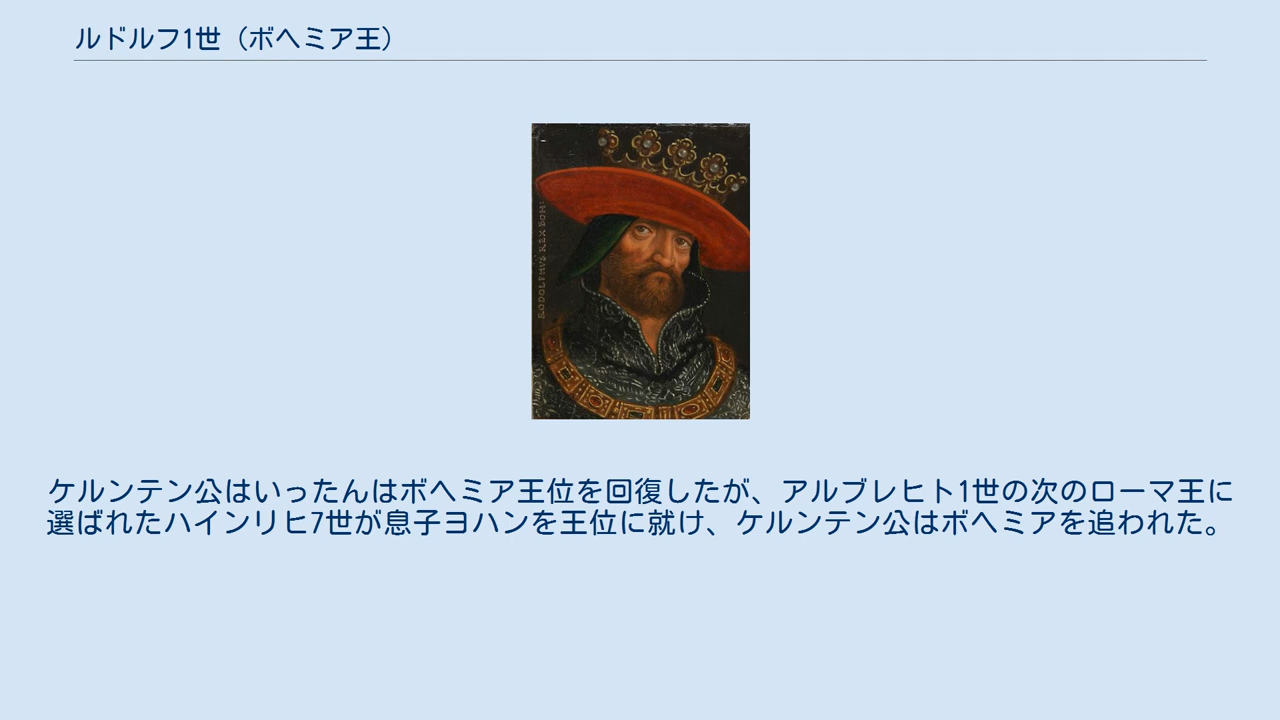 ルドルフ1世（ボヘミア王）
RODOLFMVS REX BOM:
ケルンテン公はいったんはボヘミア王位を回復したが、アルブレヒト1世の次のローマ王に
選ばれたハインリヒ7世が息子ヨハンを王位に就け、ケルンテン公はボヘミアを追われた。